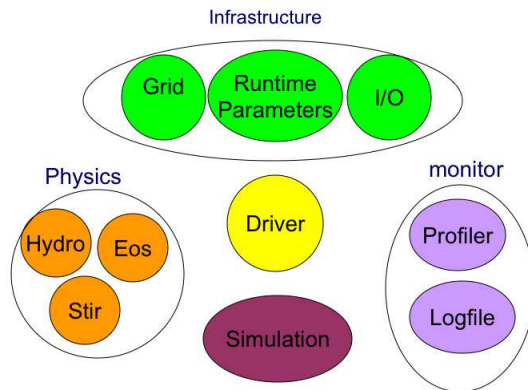 Infrastructure
Grid
Runtime
Parameters
I/O
Physics
monitor
Hydro
Eos
Stir
Driver
Profiler
Logfile
Simulation